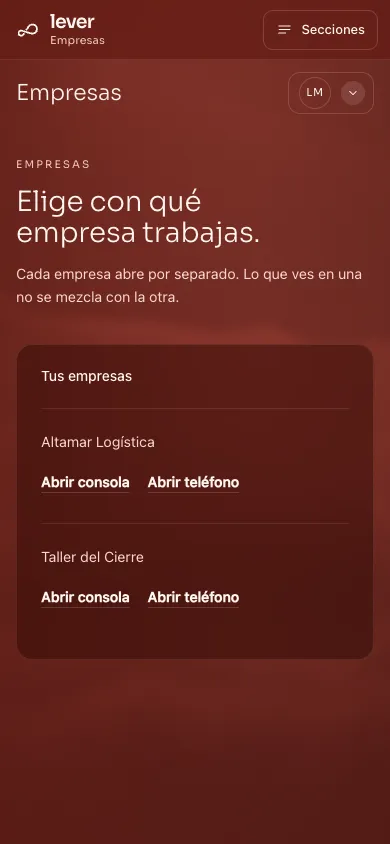 lever
Empresas
Secciones
Empresas
LM
EMPRESAS
Elige con qué
empresa trabajas.
Cada empresa abre por separado. Lo que ves en una
no se mezcla con la otra.
Tus empresas
Altamar Logística
Abrir consola Abrir teléfono
Taller del Cierre
Abrir consola Abrir teléfono